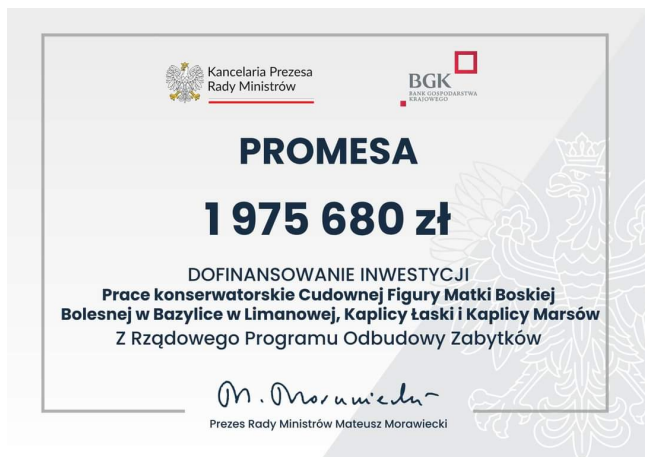 Kancelaria Prezesa
Rady Ministrów
BGK
BANK GOSPODARSTWA
KRAJOWEGO
PROMESA
1 975 680 zł
DOFINANSOWANIE INWESTYCJI
Prace konserwatorskie Cudownej Figury Matki Boskiej
Bolesnej w Bazylice w Limanowej, Kaplicy Łaski i Kaplicy Marsów
Z Rządowego Programu Odbudowy Zabytków
M. Morawiecki
Prezes Rady Ministrów Mateusz Morawiecki